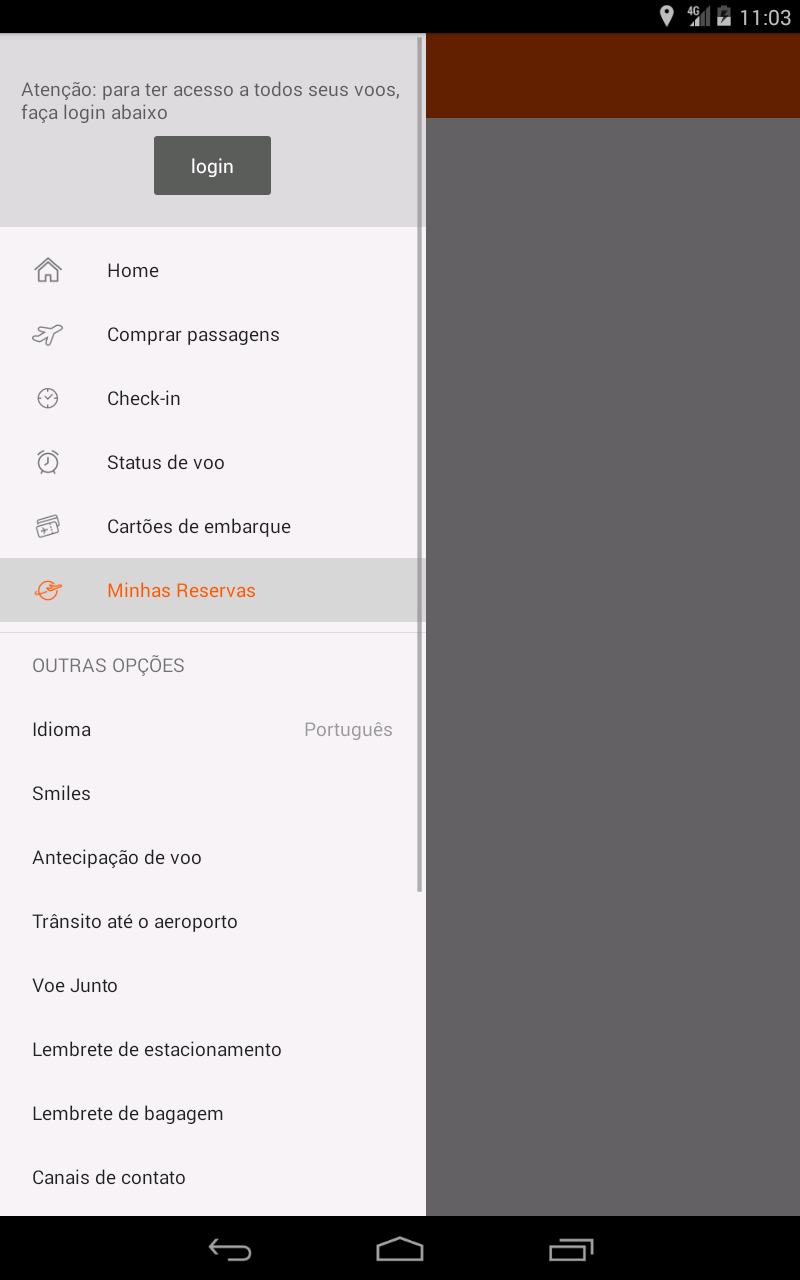 4G 11:03
Atenção: para ter acesso a todos seus voos,
faça login abaixo
login
Home
Comprar passagens
Check-in
Status de voo
Cartões de embarque
Minhas Reservas
OUTRAS OPÇÕES
Idioma Português
Smiles
Antecipação de voo
Trânsito até o aeroporto
Voe Junto
Lembrete de estacionamento
Lembrete de bagagem
Canais de contato